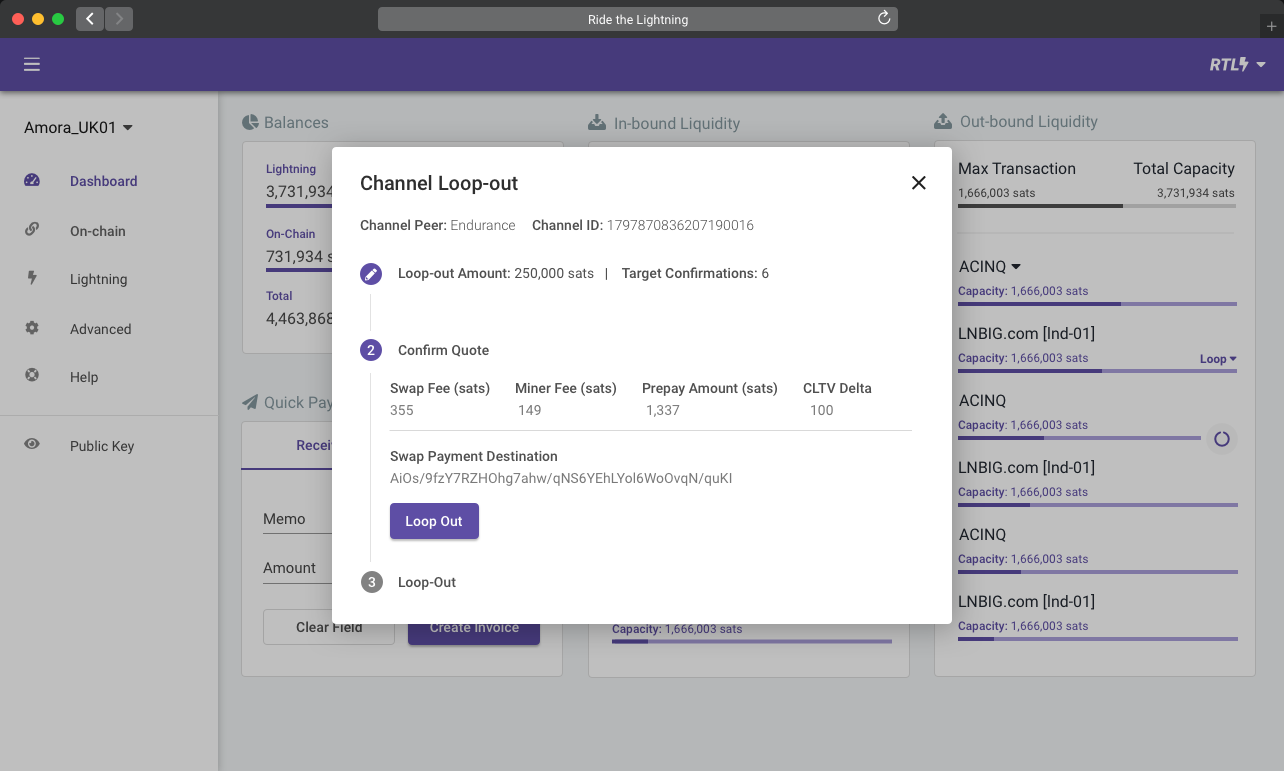 Ride the Lightning
RTL
Amora_UK01
Dashboard
On-chain
Lightning
Advanced
Help
Public Key
Balances
Lightning
3,731,934
On-Chain
731,934
Total
4,463,868
Quick Pay
Memo
Amount
Clear Field
Create Invoice
In-bound Liquidity
Capacity: 1,666,003 sats
Channel Loop-out
Channel Peer: Endurance Channel ID: 1797870836207190016
Loop-out Amount: 250,000 sats | Target Confirmations: 6
2 Confirm Quote
Swap Fee (sats) Miner Fee (sats) Prepay Amount (sats) CLTV Delta
355 149 1,337 100
Swap Payment Destination
AiOs/9fzY7RZHOhg7ahw/qNS6YEhLYol6WoOvqN/quKI
Loop Out
3 Loop-Out
Out-bound Liquidity
Max Transaction Total Capacity
1,666,003 sats 3,731,934 sats
ACINQ
Capacity: 1,666,003 sats
LNBIG.com [Ind-01]
Capacity: 1,666,003 sats Loop
ACINQ
Capacity: 1,666,003 sats
LNBIG.com [Ind-01]
Capacity: 1,666,003 sats
ACINQ
Capacity: 1,666,003 sats
LNBIG.com [Ind-01]
Capacity: 1,666,003 sats